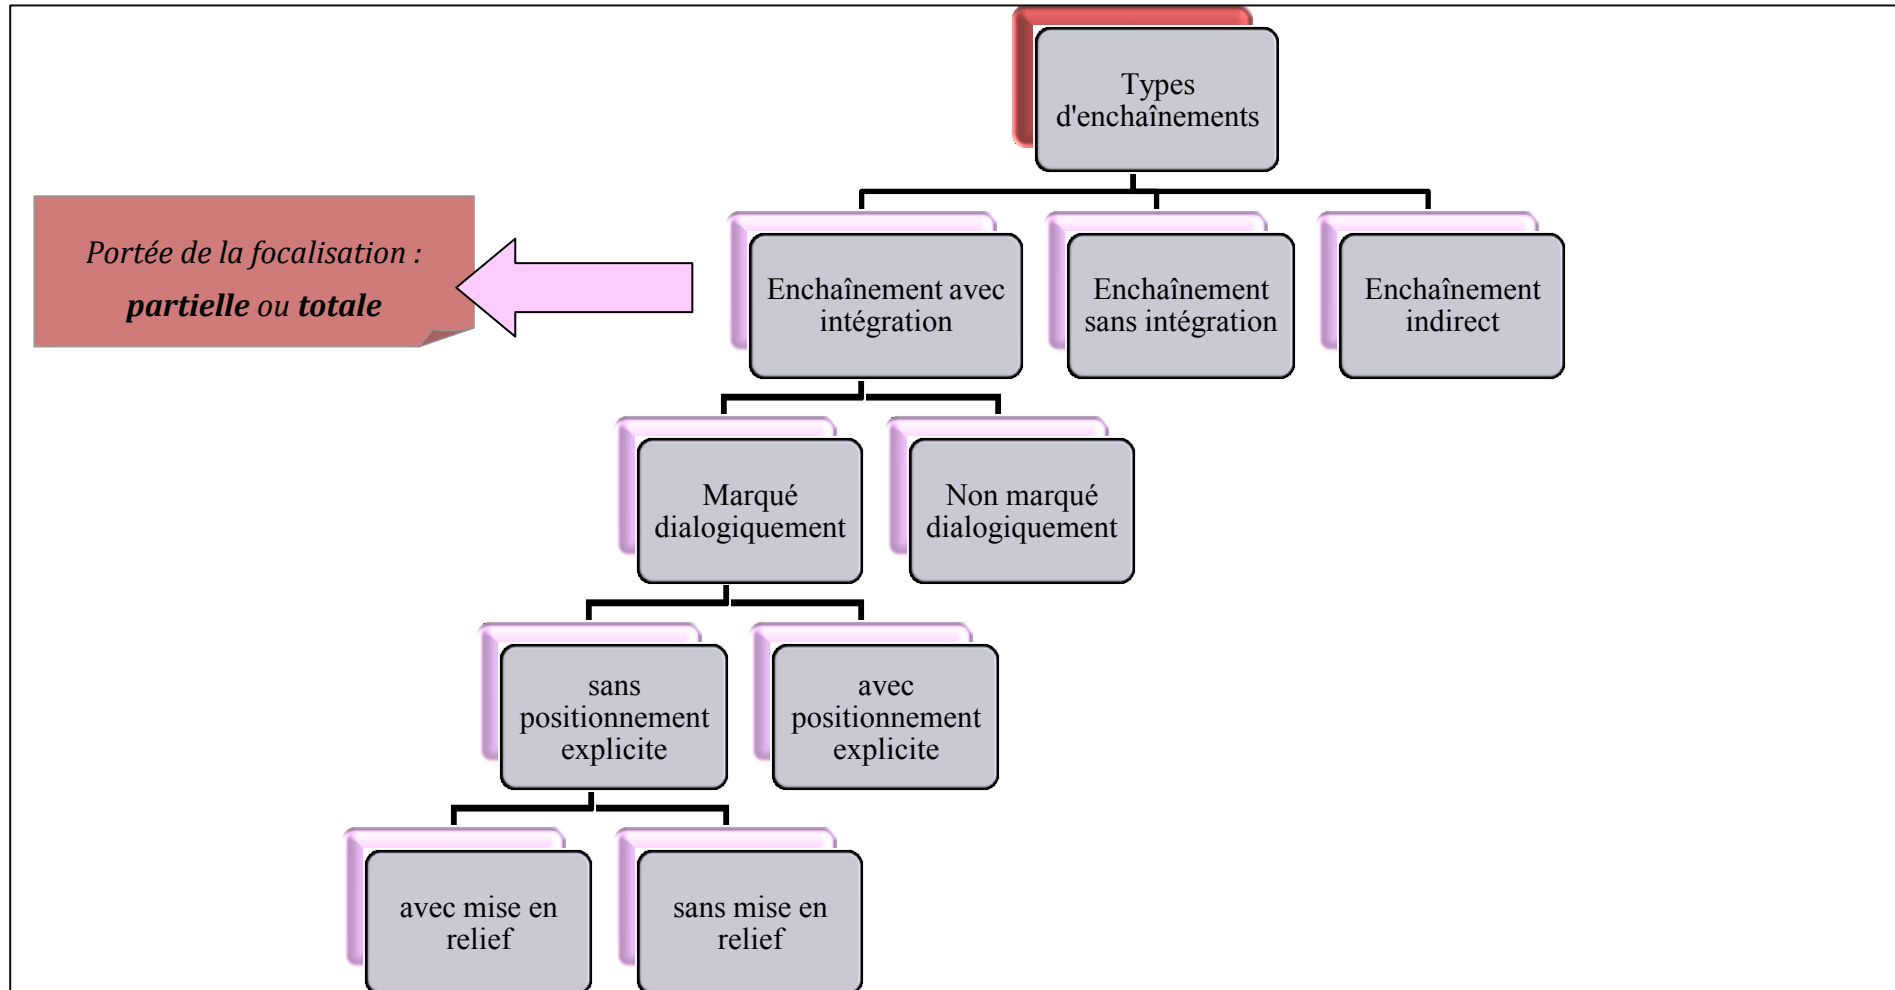 Types
d'enchaînements
Portée de la focalisation :
partielle ou totale
Enchaînement avec
intégration
Enchaînement
sans intégration
Enchaînement
indirect
Marqué
dialogiquement
Non marqué
dialogiquement
sans
positionnement
explicite
avec
positionnement
explicite
avec mise en
relief
sans mise en
relief